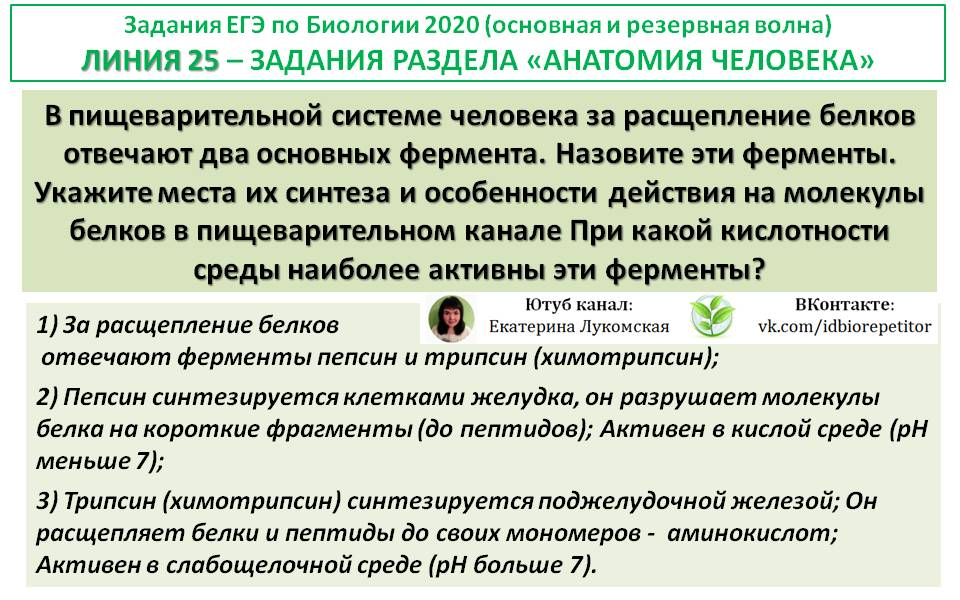 Задания ЕГЭ по Биологии 2020 (основная и резервная волна)
ЛИНИЯ 25 – ЗАДАНИЯ РАЗДЕЛА «АНАТОМИЯ ЧЕЛОВЕКА»
В пищеварительной системе человека за расщепление белков
отвечают два основных фермента. Назовите эти ферменты.
Укажите места их синтеза и особенности действия на молекулы
белков в пищеварительном канале При какой кислотности
среды наиболее активны эти ферменты?
Ютуб канал:
Екатерина Лукомская
ВКонтакте:
vk.com/idbiorepetitor
1) За расщепление белков
отвечают ферменты пепсин и трипсин (химотрипсин);
2) Пепсин синтезируется клетками желудка, он разрушает молекулы
белка на короткие фрагменты (до пептидов); Активен в кислой среде (pH
меньше 7);
3) Трипсин (химотрипсин) синтезируется поджелудочной железой; Он
расщепляет белки и пептиды до своих мономеров - аминокислот;
Активен в слабощелочной среде (pH больше 7).